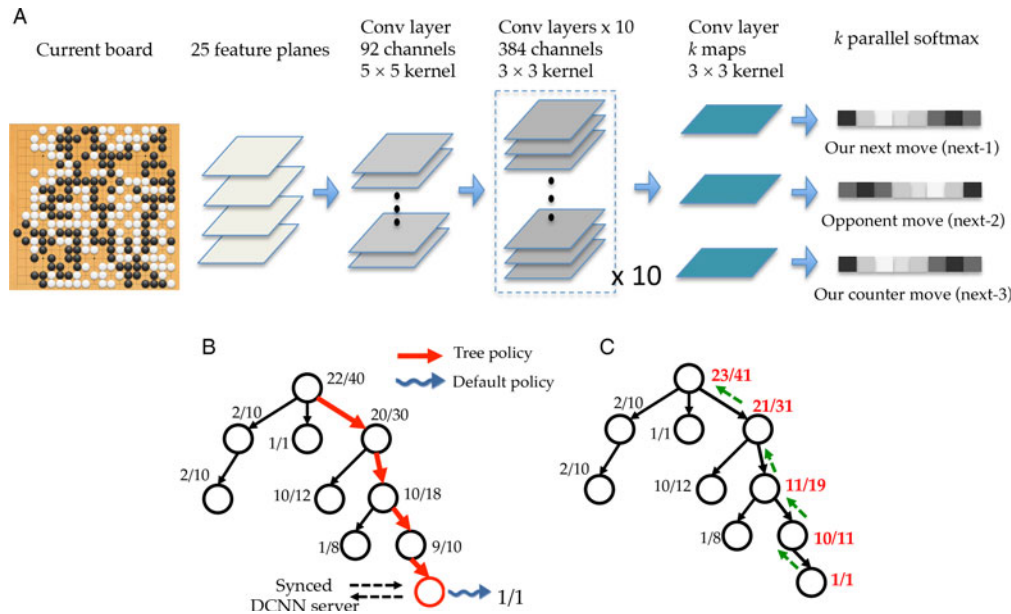 A
Current board
25 feature planes
Conv layer
92 channels
5 × 5 kernel
Conv layers x 10
384 channels
3 × 3 kernel
Conv layer
k maps
3 × 3 kernel
k parallel softmax
Our next move (next-1)
Opponent move (next-2)
x 10
Our counter move (next-3)
B
Tree policy
Default policy
22/40
2/10
20/30
1/1
2/10
10/12
10/18
1/8
9/10
Synced
DCNN server
1/1
C
23/41
2/10
21/31
1/1
2/10
10/12
11/19
1/8
10/11
1/1